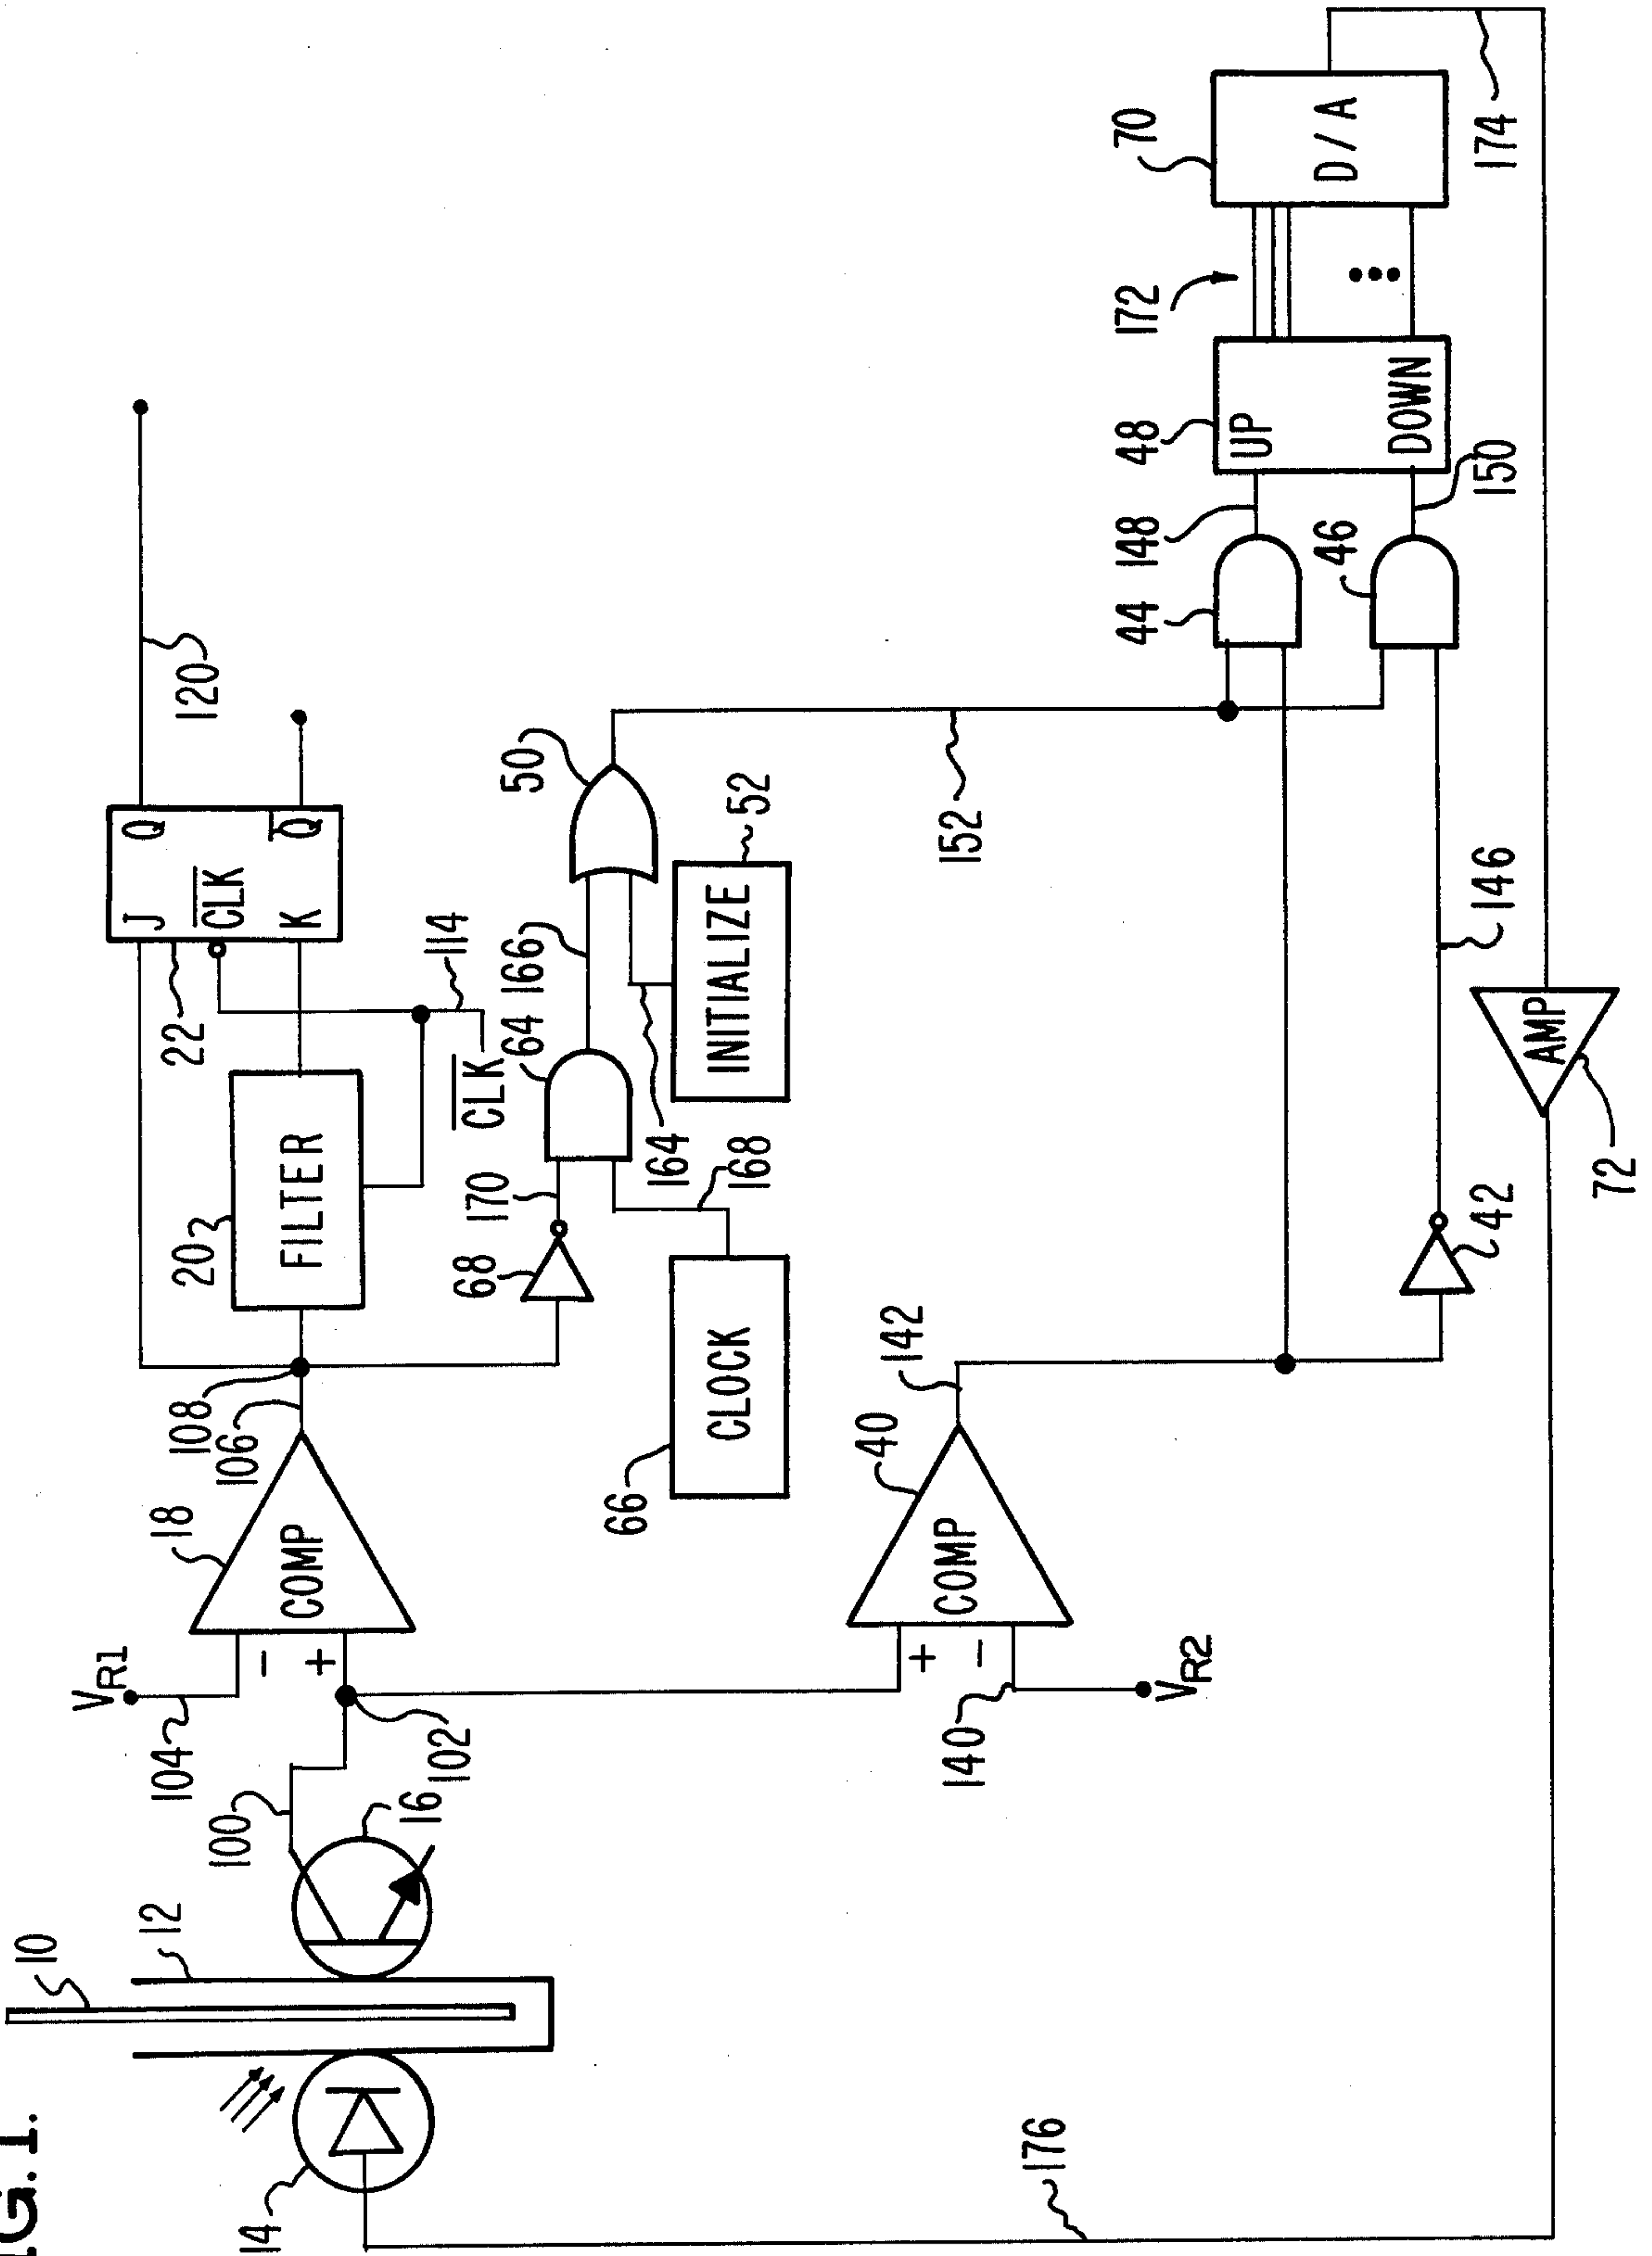 FIG. 1.
10
12
14
16
100
102
104
VR1
18
COMP
-
+
106
108
20
FILTER
22
J
CLK
K
Q
Q
120
114
CLK
68
170
64
166
50
164
52
INITIALIZE
66
CLOCK
168
152
40
COMP
+
-
140
VR2
142
42
146
44
148
46
150
48
UP
DOWN
172
70
D/A
174
AMP
72
176